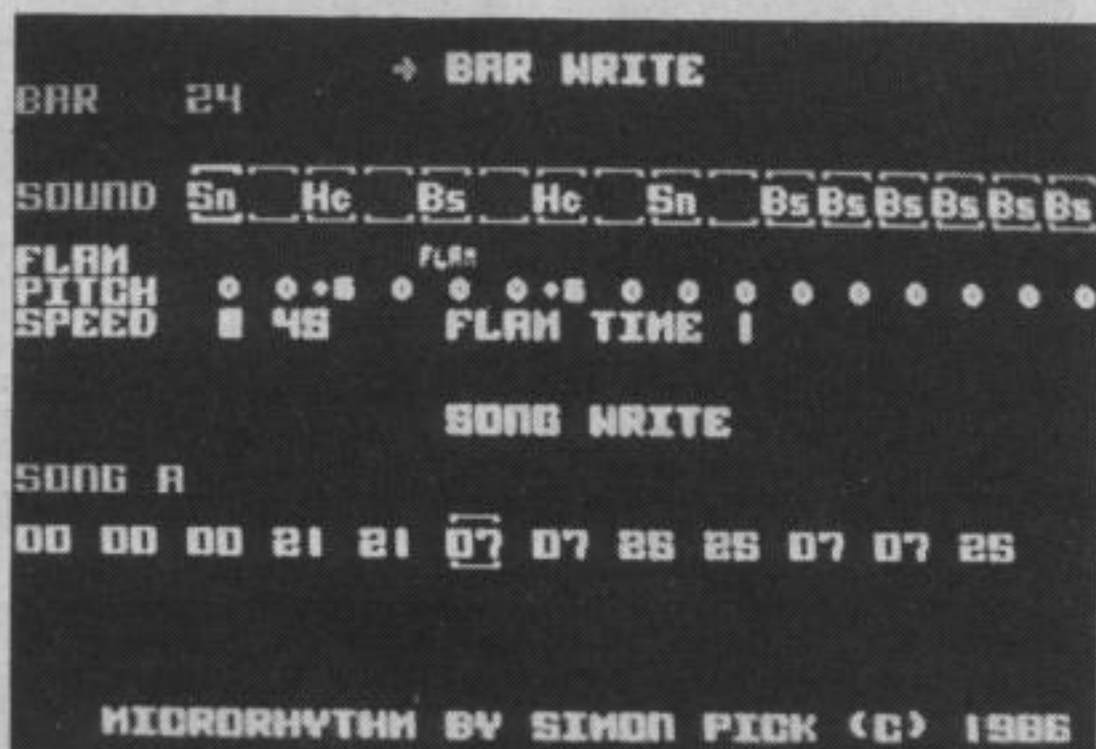 → BAR WRITE
BAR 24
SOUND Sn Hc Bs Hc Sn Bs Bs Bs Bs Bs Bs
FLAM FLAM
PITCH 0 0 +5 0 0 0 +5 0 0 0 0 0 0 0 0 0
SPEED 45 FLAM TIME 1
SONG WRITE
SONG A
00 00 00 21 21 07 07 25 25 07 07 25
MICRORHYTHM BY SIMON PICK (C) 1986